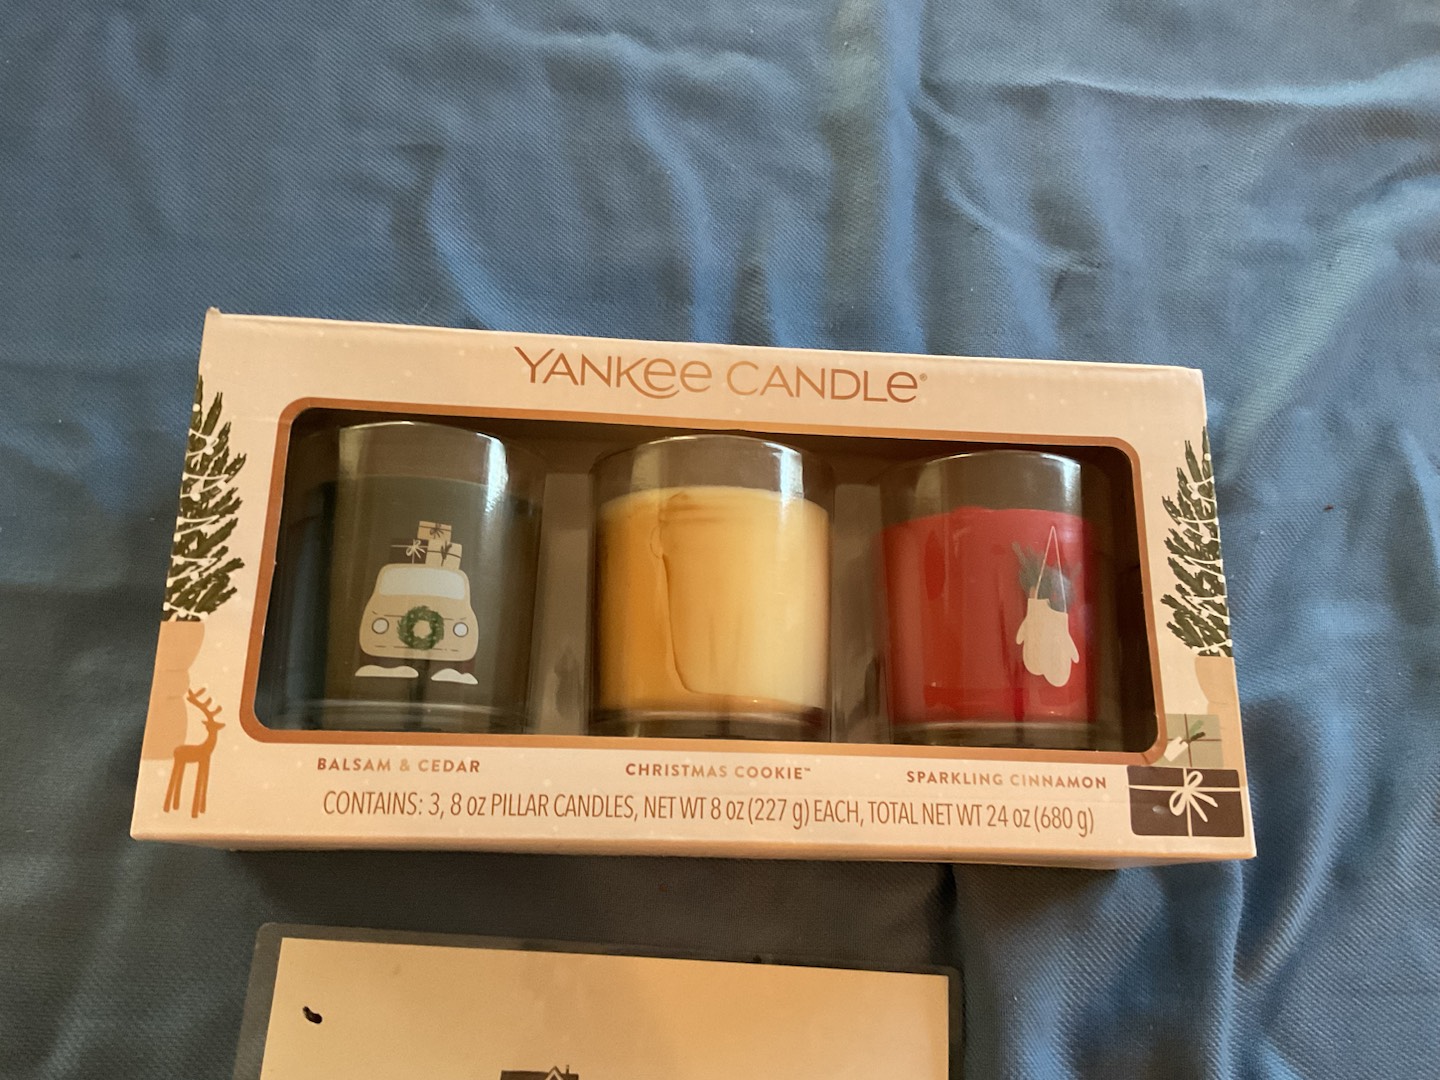 YANKEE CANDLE®
BALSAM & CEDAR
CHRISTMAS COOKIE™
SPARKLING CINNAMON
CONTAINS: 3, 8 oz PILLAR CANDLES, NET WT 8 oz (227 g) EACH, TOTAL NET WT 24 oz (680 g)